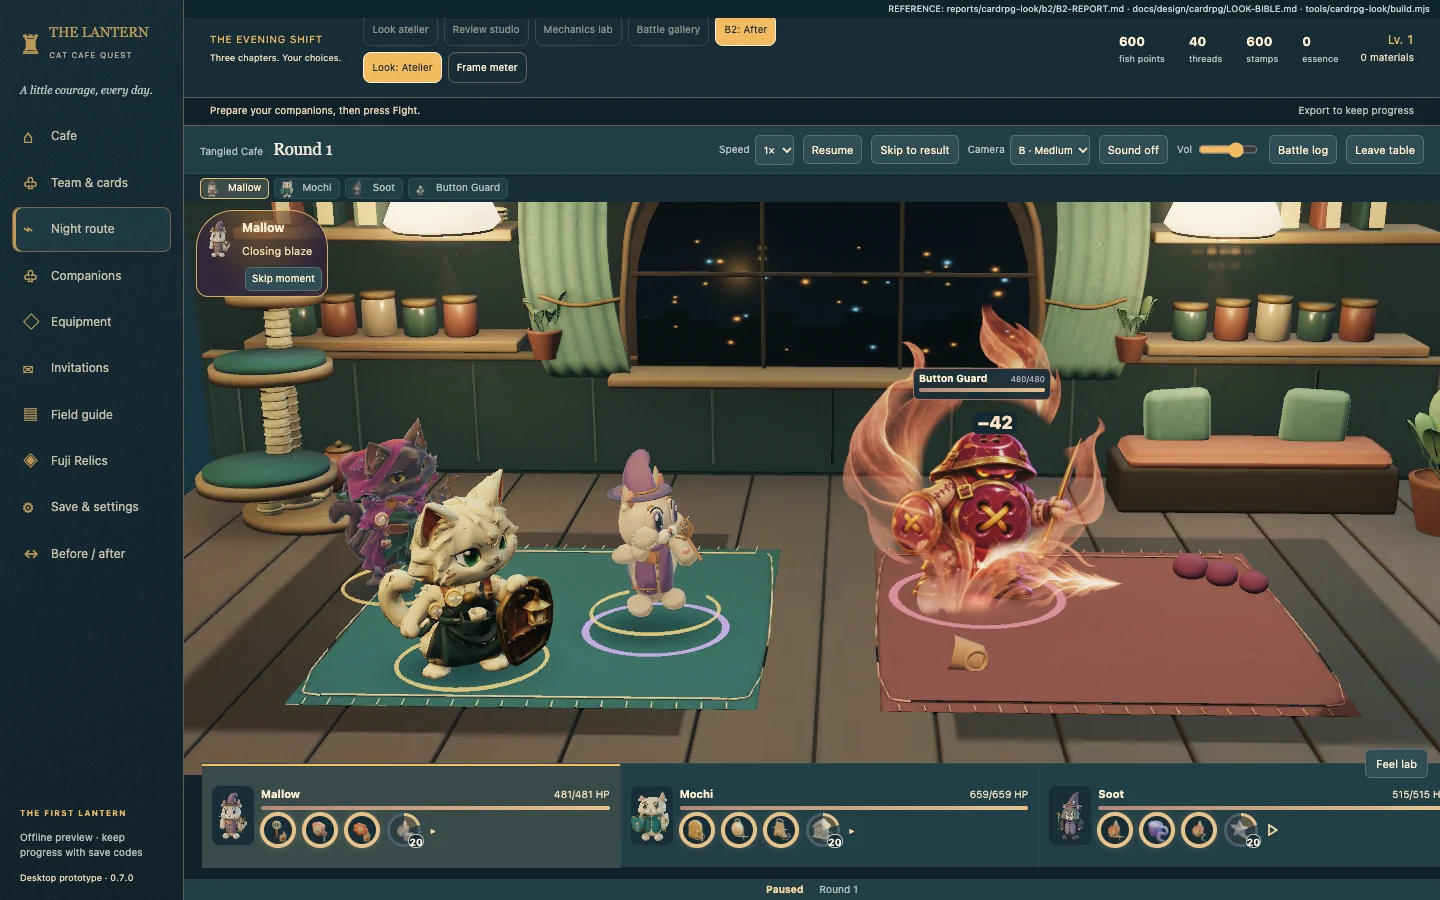 REFERENCE: reports/cardrpg-look/b2/B2-REPORT.md · docs/design/cardrpg/LOOK-BIBLE.md · tools/cardrpg-look/build.mjs
THE LANTERN
CAT CAFE QUEST
A little courage, every day.
Cafe
Team & cards
Night route
Companions
Equipment
Invitations
Field guide
Fuji Relics
Save & settings
Before / after
THE FIRST LANTERN
Offline preview · keep
progress with save codes
Desktop prototype · 0.7.0
THE EVENING SHIFT
Three chapters. Your choices.
Look atelier
Review studio
Mechanics lab
Battle gallery
B2: After
Look: Atelier
Frame meter
600
fish points
40
threads
600
stamps
0
essence
Lv. 1
0 materials
Prepare your companions, then press Fight.
Export to keep progress
Tangled Cafe
Round 1
Speed
1×
Resume
Skip to result
Camera
B · Medium
Sound off
Vol
Battle log
Leave table
Mallow
Mochi
Soot
Button Guard
Mallow
Closing blaze
Skip moment
Button Guard 480/480
−42
Feel lab
Mallow
481/481 HP
20
Mochi
659/659 HP
20
Soot
515/515 H
20
Paused
Round 1